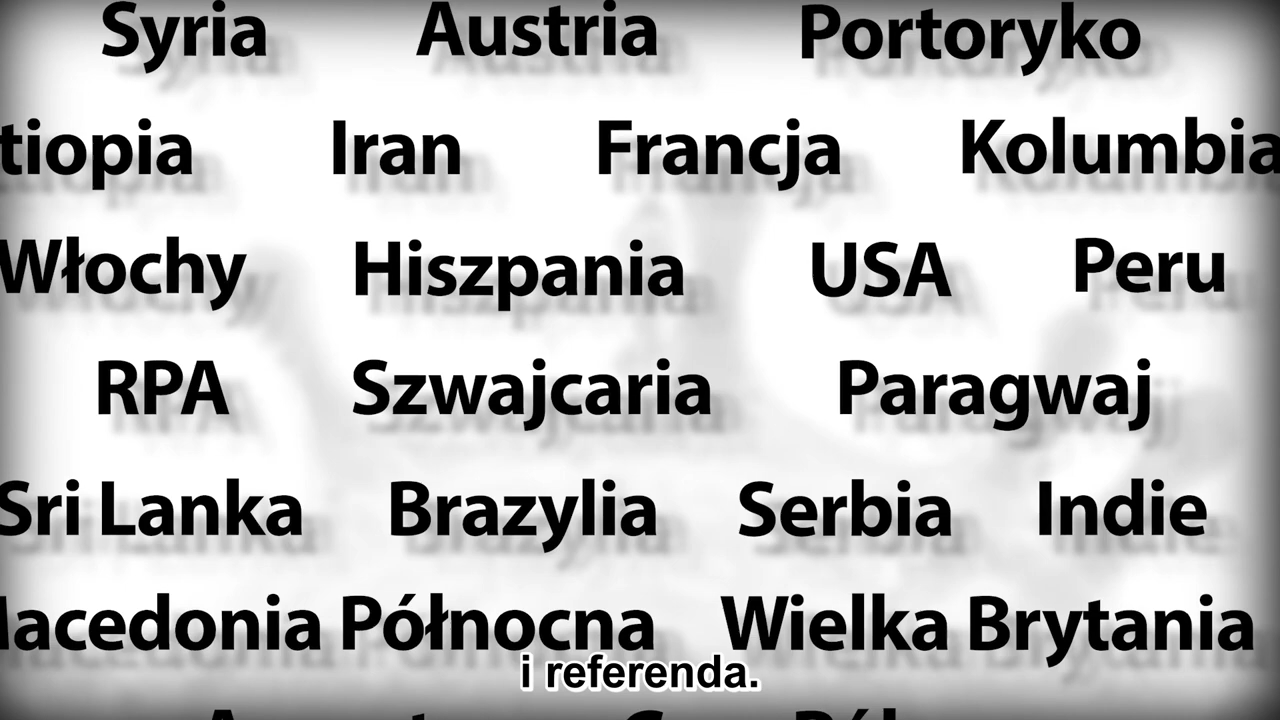 Syria Austria Portoryko
tiopia Iran Francja Kolumbia
Włochy Hiszpania USA Peru
RPA Szwajcaria Paragwaj
Sri Lanka Brazylia Serbia Indie
acedonia Północna Wielka Brytania
i referenda.